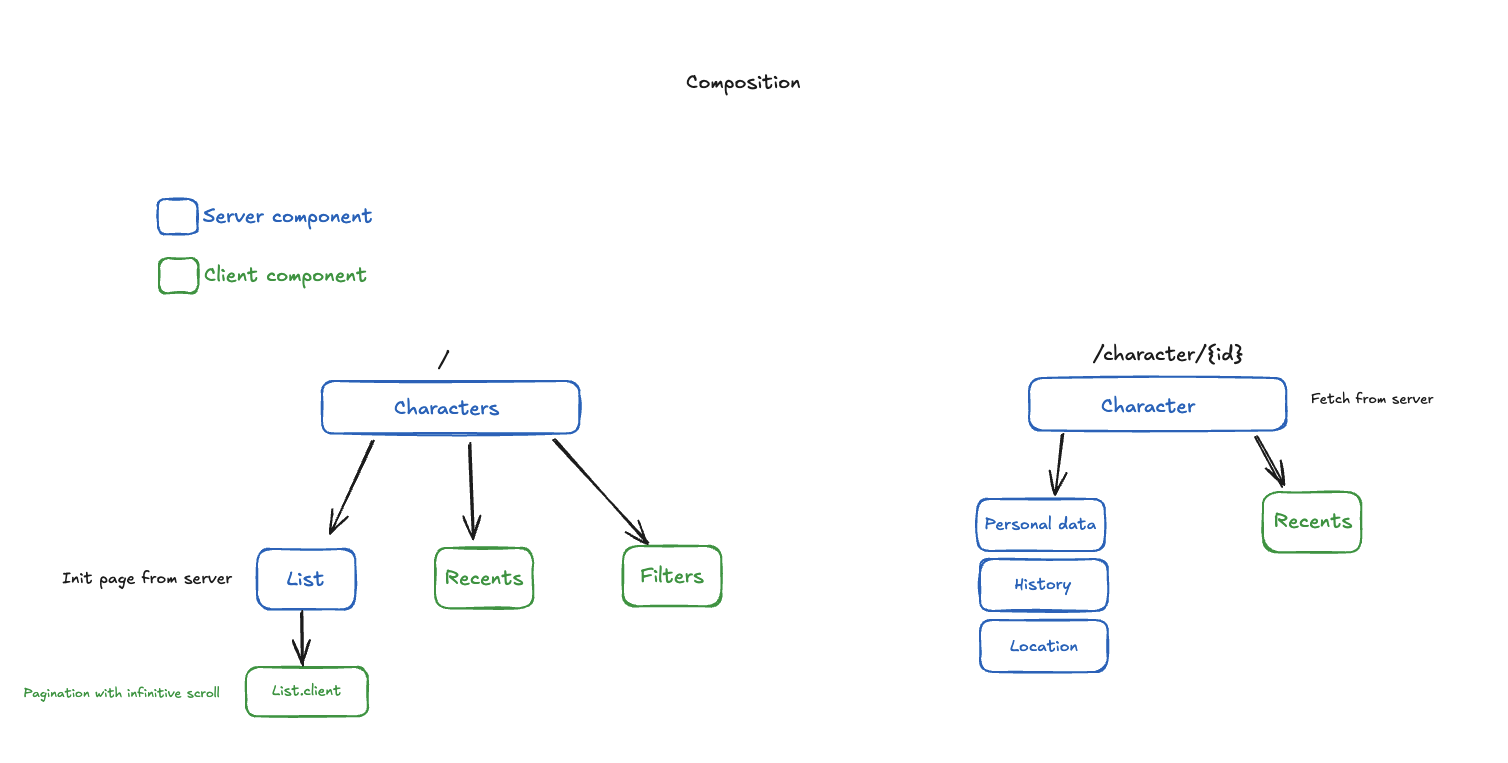 Composition
Server component
Client component
/
Characters
Init page from server
List
Recents
Filters
Pagination with infinitive scroll
List.client
/character/{id}
Character
Fetch from server
Personal data
Recents
History
Location